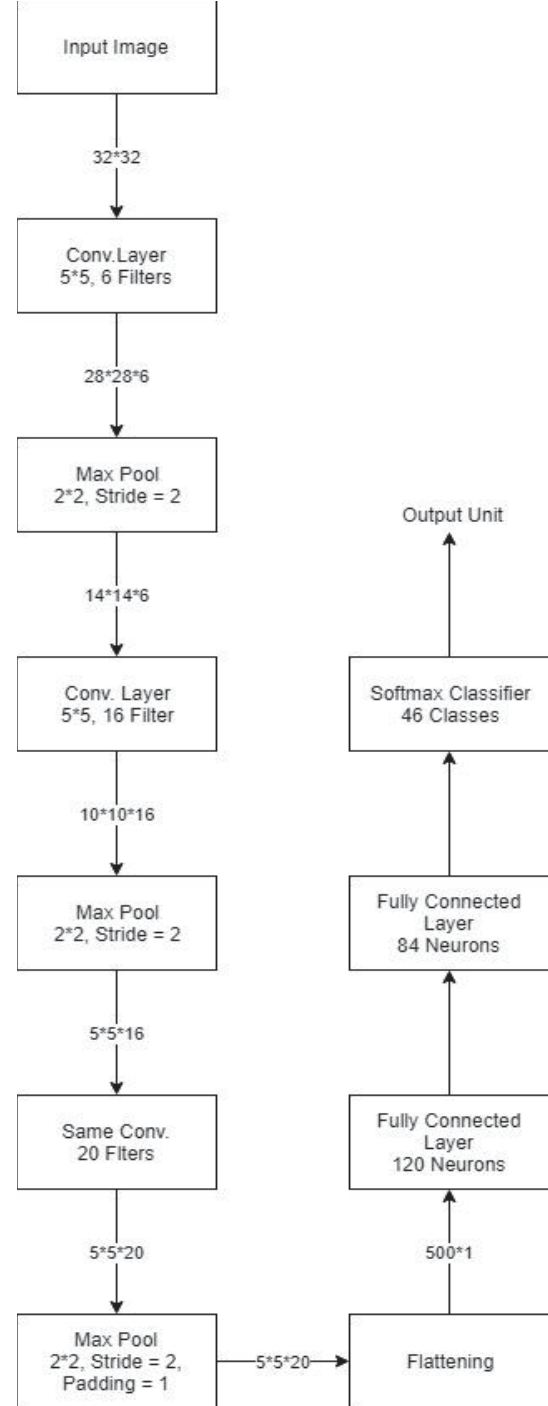 Input Image
32*32
Conv.Layer
5*5, 6 Filters
28*28*6
Max Pool
2*2, Stride = 2
14*14*6
Conv. Layer
5*5, 16 Filter
10*10*16
Max Pool
2*2, Stride = 2
5*5*16
Same Conv.
20 Flters
5*5*20
Max Pool
2*2, Stride = 2,
Padding = 1
5*5*20
Flattening
500*1
Fully Connected
Layer
120 Neurons
Fully Connected
Layer
84 Neurons
Softmax Classifier
46 Classes
Output Unit